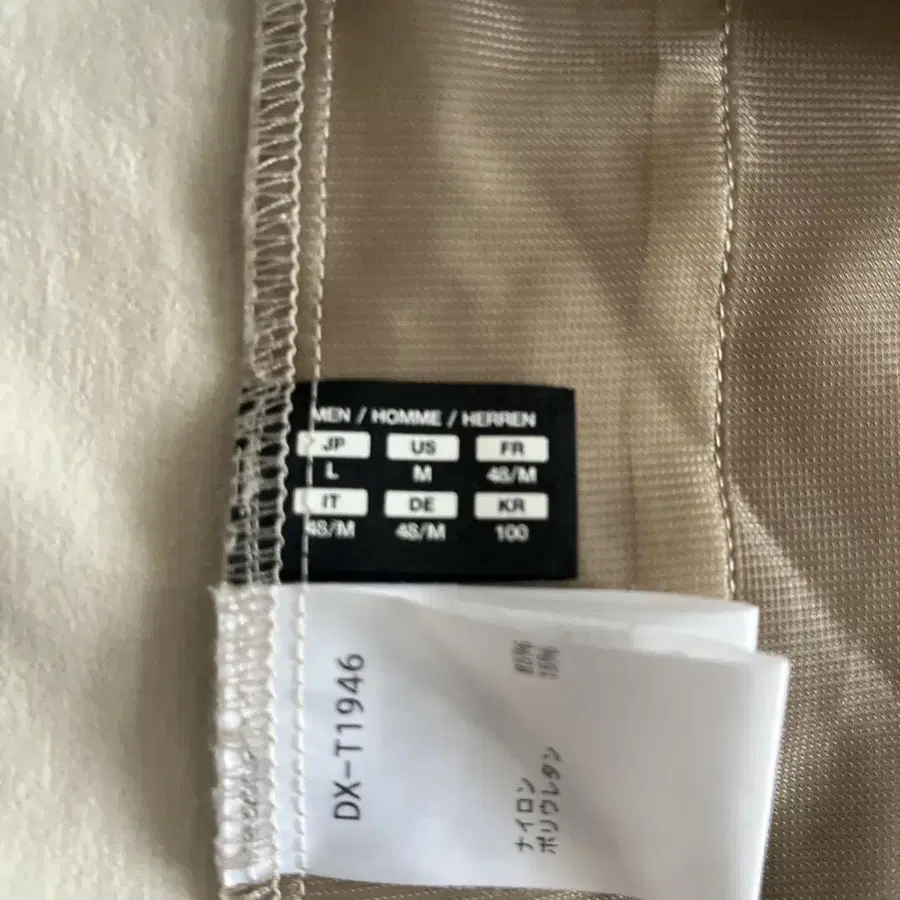 MEN / HOMME / HERREN
JP US FR
L M 48/M
IT DE KR
48/M 48/M 100
DX-T1946
ナイロン
ポリウレタン